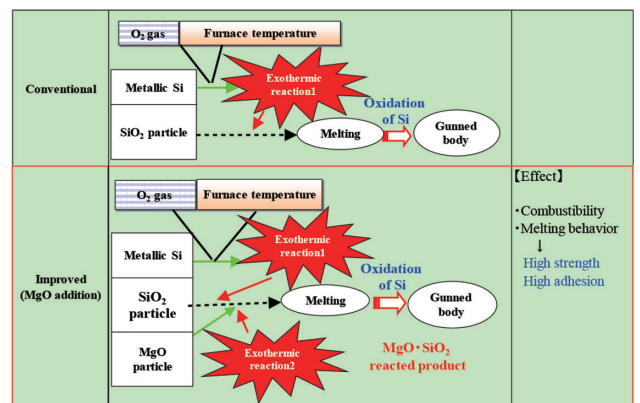 Conventional
O₂ gas
Furnace temperature
Metallic Si
SiO₂ particle
Exothermic
reaction1
Melting
Oxidation
of Si
Gunned
body
Improved
(MgO addition)
O₂ gas
Furnace temperature
Metallic Si
SiO₂
particle
MgO
particle
Exothermic
reaction1
Melting
Oxidation
of Si
Gunned
body
Exothermic
reaction2
MgO・SiO₂
reacted product
【Effect】
・Combustibility
・Melting behavior
↓
High strength
High adhesion